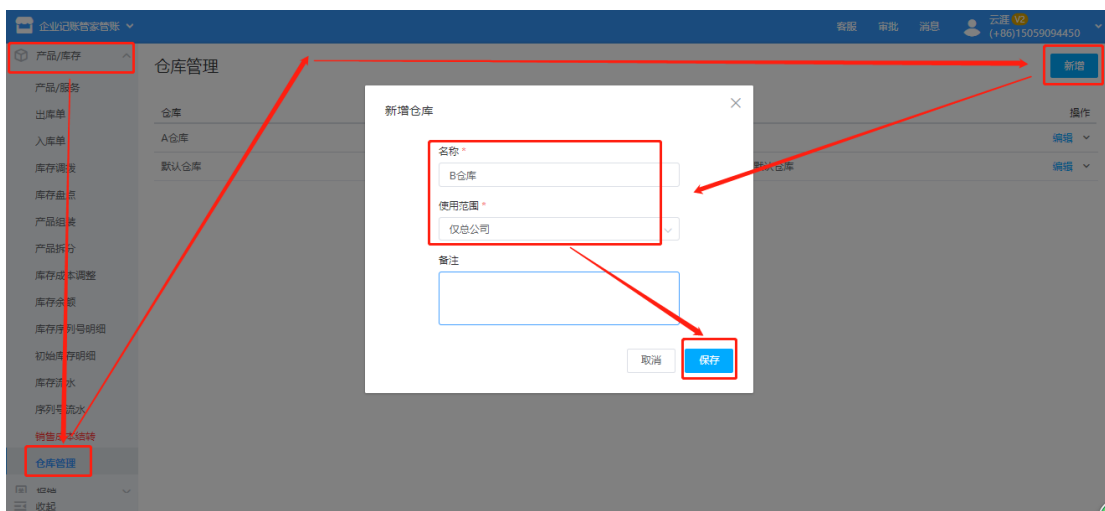 企业记账管家管账
客服 审批 消息 云涯 V2
(+86)15059094450
产品/库存
产品/服务
出库单
入库单
库存调拨
库存盘点
产品组装
产品拆分
库存成本调整
库存余额
库存序列号明细
初始库存明细
库存流水
序列号流水
销售成本结转
仓库管理
报销
收起
仓库管理
新增
仓库
操作
A仓库
编辑
默认仓库
默认仓库
编辑
新增仓库
名称 *
B仓库
使用范围 *
仅总公司
备注
取消
保存